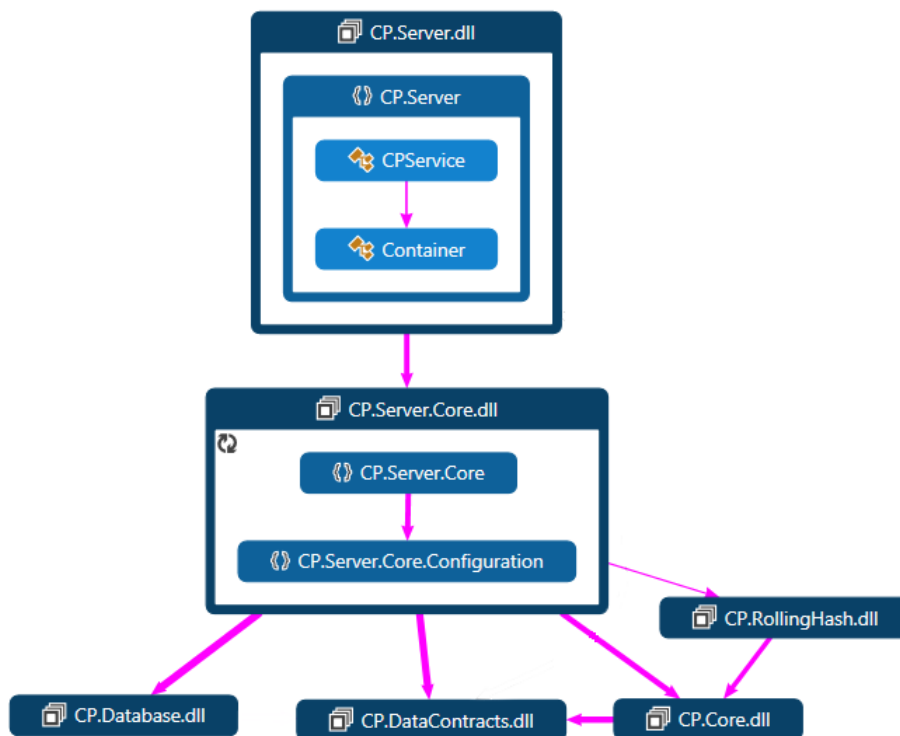 CP.Server.dll
CP.Server
CPService
Container
CP.Server.Core.dll
CP.Server.Core
CP.Server.Core.Configuration
CP.RollingHash.dll
CP.Database.dll
CP.DataContracts.dll
CP.Core.dll